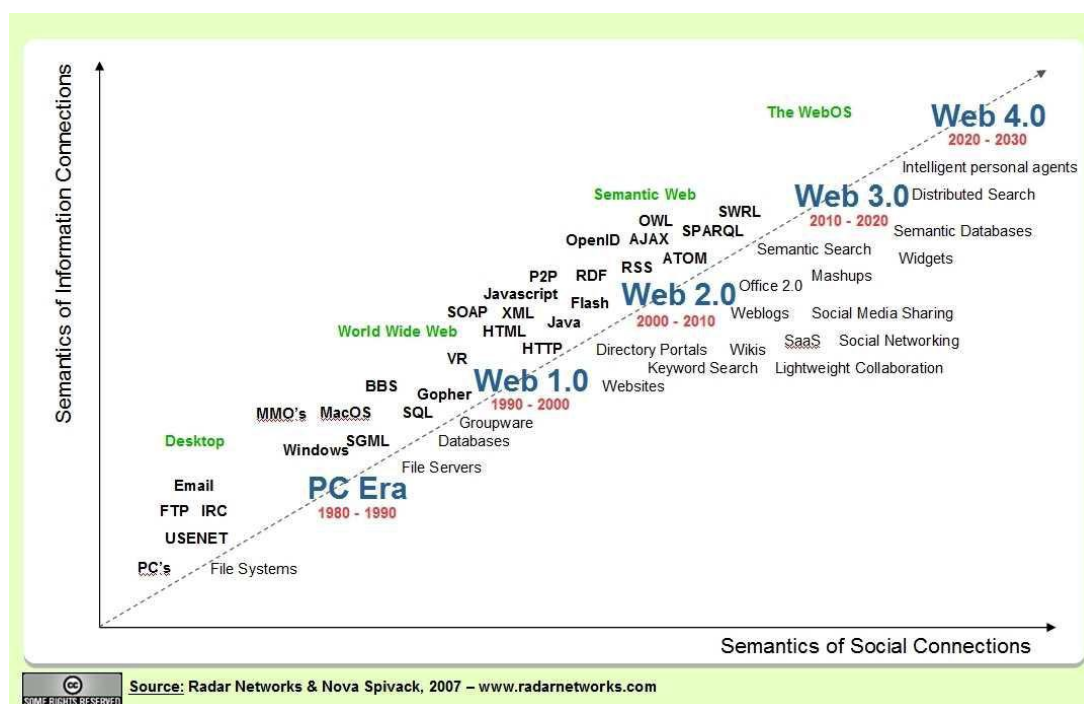 Semantics of Information Connections
The WebOS
Web 4.0
2020 - 2030
Intelligent personal agents
Semantic Web
Web 3.0
Distributed Search
2010 - 2020
SWRL
OWL
SPARQL
Semantic Databases
OpenID
AJAX
Semantic Search
Widgets
ATOM
RSS
P2P
RDF
Mashups
Office 2.0
Javascript
Flash
Web 2.0
2000 - 2010
SOAP
XML
Java
Weblogs
Social Media Sharing
World Wide Web
HTML
HTTP
SaaS
Social Networking
Directory Portals
Wikis
VR
Keyword Search
Lightweight Collaboration
BBS
Gopher
Web 1.0
1990 - 2000
Websites
MMO's
MacOS
SQL
Groupware
Desktop
Windows
SGML
Databases
File Servers
Email
PC Era
1980 - 1990
FTP
IRC
USENET
PC's
File Systems
Semantics of Social Connections
cc
SOME RIGHTS RESERVED
Source: Radar Networks & Nova Spivack, 2007 – www.radarnetworks.com